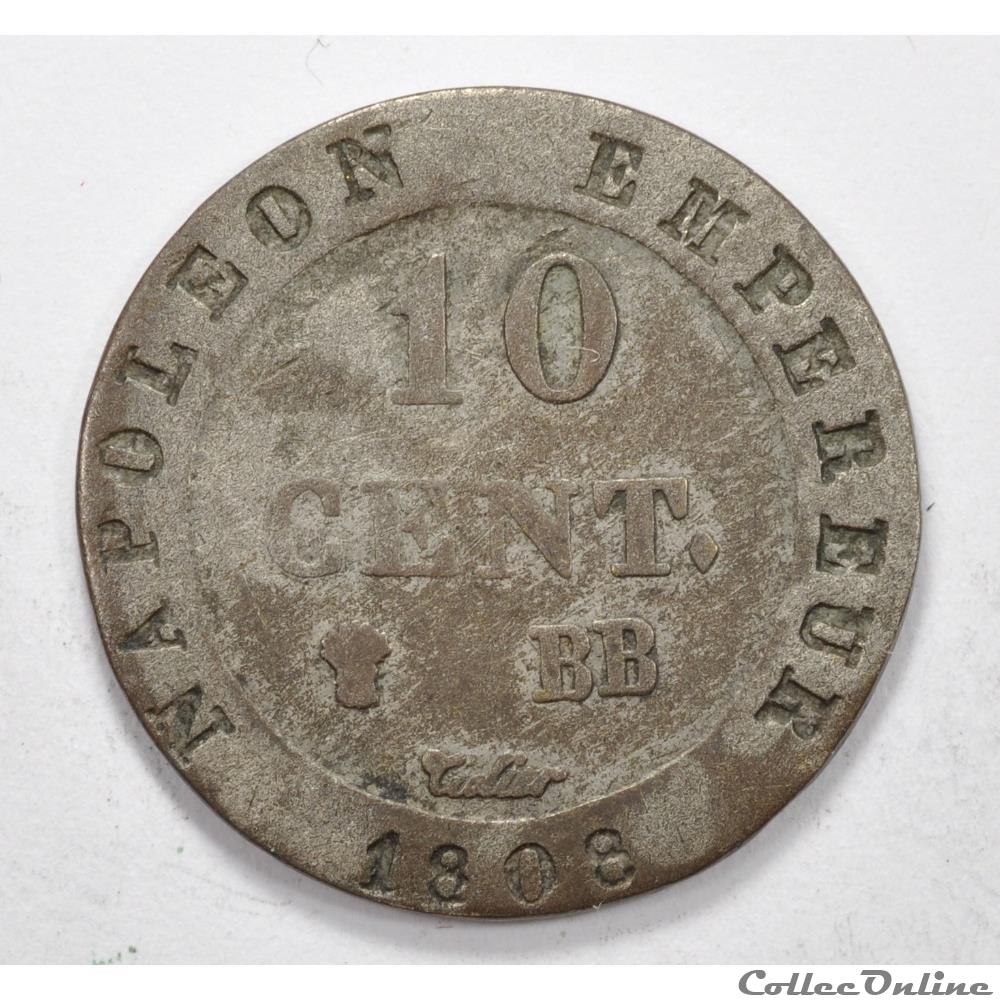 NAPOLEON EMPEREUR
10
CENT.
BB
Tiolier
1808
CollecOnline